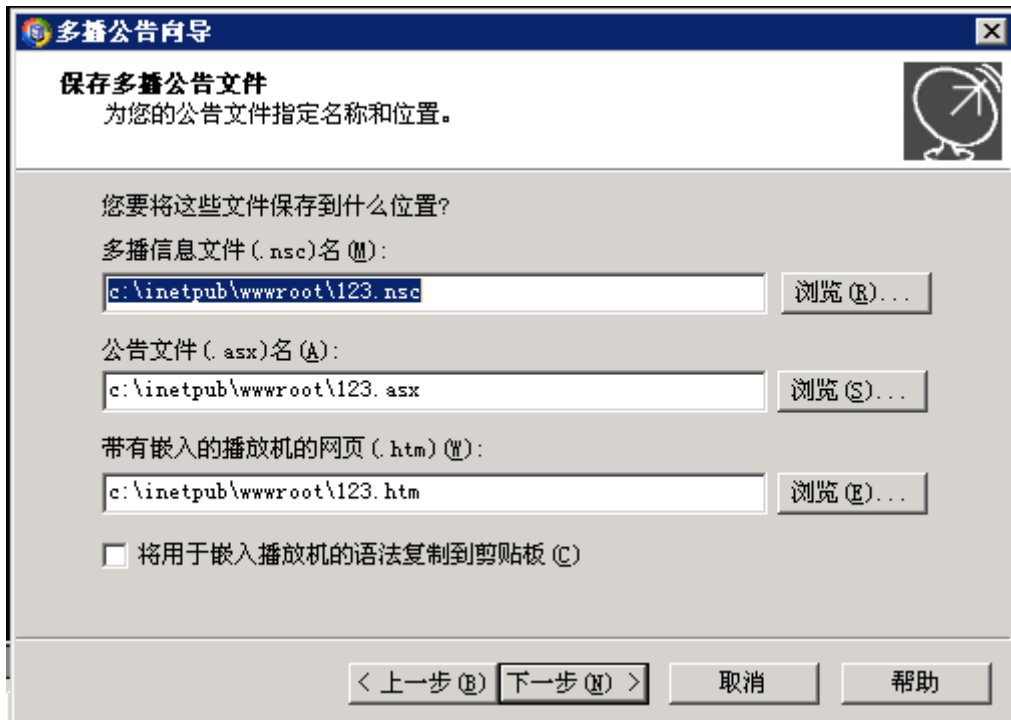 多播公告向导
保存多播公告文件
为您的公告文件指定名称和位置。
您要将这些文件保存到什么位置?
多播信息文件(.nsc)名(M):
c:\inetpub\wwwroot\123.nsc
浏览(R)...
公告文件(.asx)名(A):
c:\inetpub\wwwroot\123.asx
浏览(S)...
带有嵌入的播放机的网页(.htm)(W):
c:\inetpub\wwwroot\123.htm
浏览(E)...
将用于嵌入播放机的语法复制到剪贴板(C)
< 上一步(B) 下一步(N) > 取消 帮助